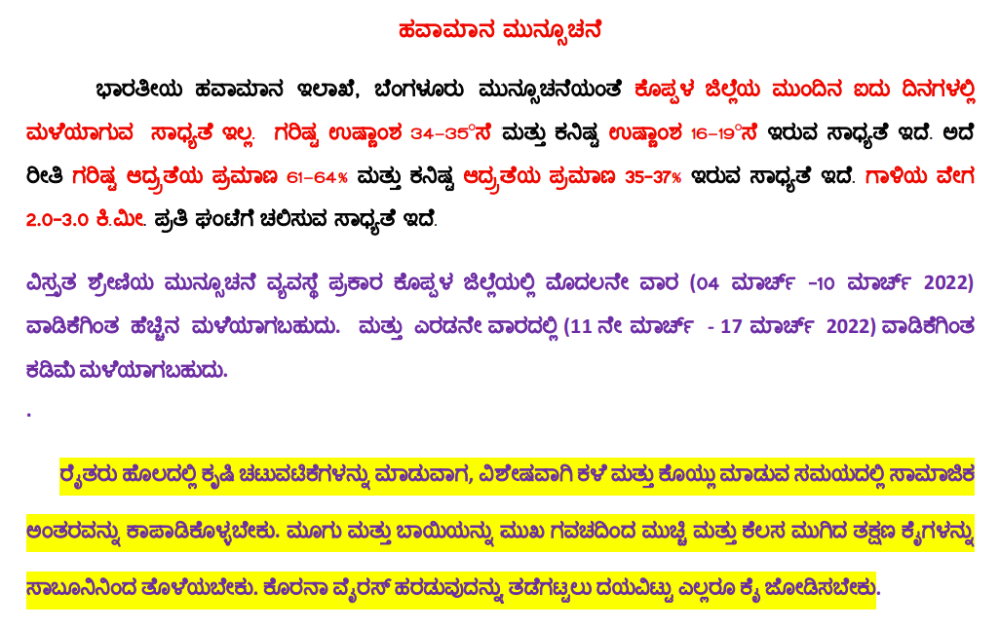 ಹವಾಮಾನ ಮುನ್ಸೂಚನೆ
ಭಾರತೀಯ ಹವಾಮಾನ ಇಲಾಖೆ, ಬೆಂಗಳೂರು ಮುನ್ಸೂಚನೆಯಂತೆ ಕೊಪ್ಪಳ ಜಿಲ್ಲೆಯ ಮುಂದಿನ ಐದು ದಿನಗಳಲ್ಲಿ
ಮಳೆಯಾಗುವ ಸಾಧ್ಯತೆ ಇಲ್ಲ. ಗರಿಷ್ಟ ಉಷ್ಣಾಂಶ 34-35°ಸೆ ಮತ್ತು ಕನಿಷ್ಟ ಉಷ್ಣಾಂಶ 16-19°ಸೆ ಇರುವ ಸಾಧ್ಯತೆ ಇದೆ. ಅದೆ
ರೀತಿ ಗರಿಷ್ಟ ಆದ್ರ್ರತೆಯ ಪ್ರಮಾಣ 61-64% ಮತ್ತು ಕನಿಷ್ಟ ಆದ್ರ್ರತೆಯ ಪ್ರಮಾಣ 35-37% ಇರುವ ಸಾಧ್ಯತೆ ಇದೆ. ಗಾಳಿಯ ವೇಗ
2.0-3.0 ಕಿ.ಮೀ. ಪ್ರತಿ ಘಂಟೆಗೆ ಚಲಿಸುವ ಸಾಧ್ಯತೆ ಇದೆ.
ವಿಸ್ತೃತ ಶ್ರೇಣಿಯ ಮುನ್ಸೂಚನೆ ವ್ಯವಸ್ಥೆ ಪ್ರಕಾರ ಕೊಪ್ಪಳ ಜಿಲ್ಲೆಯಲ್ಲಿ ಮೊದಲನೇ ವಾರ (04 ಮಾರ್ಚ್ -10 ಮಾರ್ಚ್ 2022)
ವಾಡಿಕೆಗಿಂತ ಹೆಚ್ಚಿನ ಮಳೆಯಾಗಬಹುದು. ಮತ್ತು ಎರಡನೇ ವಾರದಲ್ಲಿ (11 ನೇ ಮಾರ್ಚ್ - 17 ಮಾರ್ಚ್ 2022) ವಾಡಿಕೆಗಿಂತ
ಕಡಿಮೆ ಮಳೆಯಾಗಬಹುದು.
.
ರೈತರು ಹೊಲದಲ್ಲಿ ಕೃಷಿ ಚಟುವಟಿಕೆಗಳನ್ನು ಮಾಡುವಾಗ, ವಿಶೇಷವಾಗಿ ಕಳೆ ಮತ್ತು ಕೊಯ್ಲು ಮಾಡುವ ಸಮಯದಲ್ಲಿ ಸಾಮಾಜಿಕ
ಅಂತರವನ್ನು ಕಾಪಾಡಿಕೊಳ್ಳಬೇಕು. ಮೂಗು ಮತ್ತು ಬಾಯಿಯನ್ನು ಮುಖ ಗವಚದಿಂದ ಮುಚ್ಚಿ ಮತ್ತು ಕೆಲಸ ಮುಗಿದ ತಕ್ಷಣ ಕೈಗಳನ್ನು
ಸಾಬೂನಿನಿಂದ ತೊಳೆಯಬೇಕು. ಕೊರನಾ ವೈರಸ್ ಹರಡುವುದನ್ನು ತಡೆಗಟ್ಟಲು ದಯವಿಟ್ಟು ಎಲ್ಲರೂ ಕೈ ಜೋಡಿಸಬೇಕು.